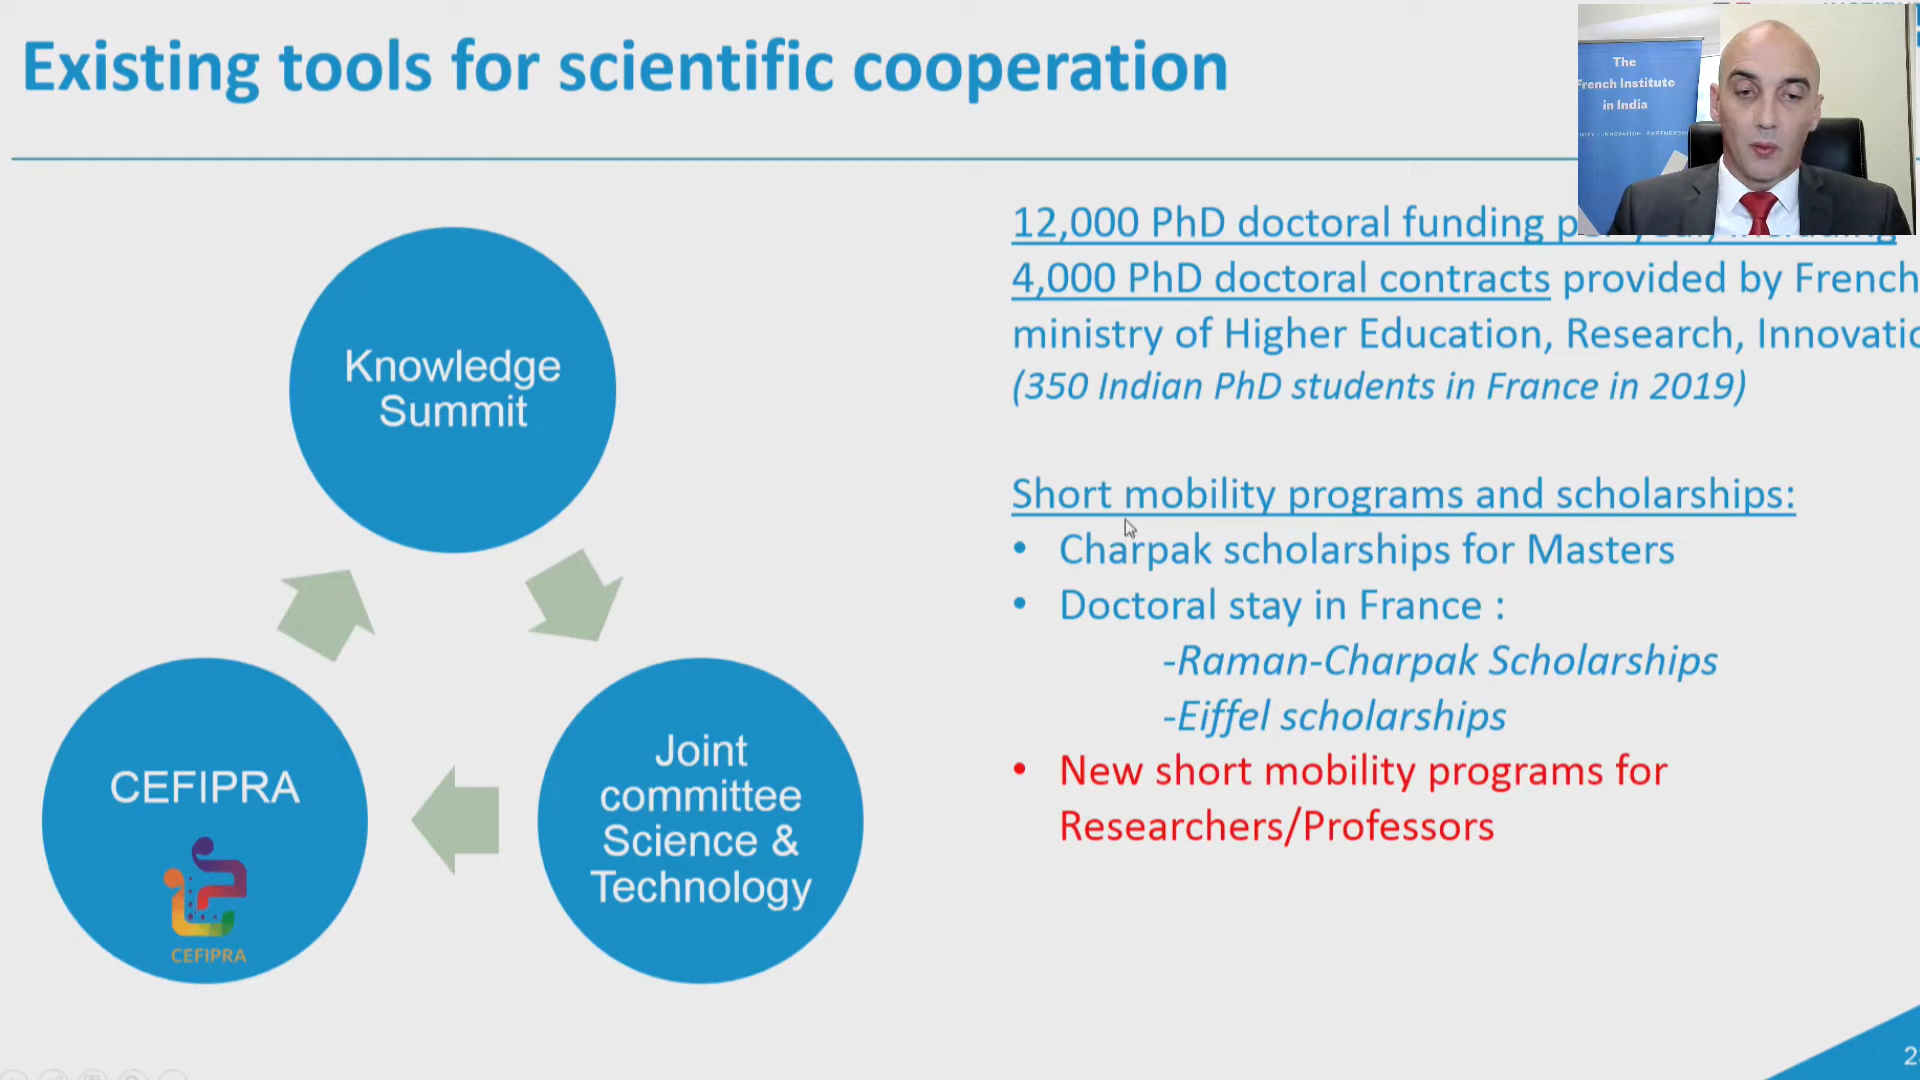 Existing tools for scientific cooperation
The
French Institute
in India
INNOVATION
12,000 PhD doctoral funding
4,000 PhD doctoral contracts provided by French
ministry of Higher Education, Research,
(350 Indian PhD students in France in 2019)
Short mobility programs and scholarships:
• Charpak scholarships for Masters
• Doctoral stay in France :
-Raman-Charpak Scholarships
-Eiffel scholarships
• New short mobility programs for
Researchers/Professors
Knowledge
Summit
Joint
committee
Science &
Technology
CEFIPRA
CEFIPRA